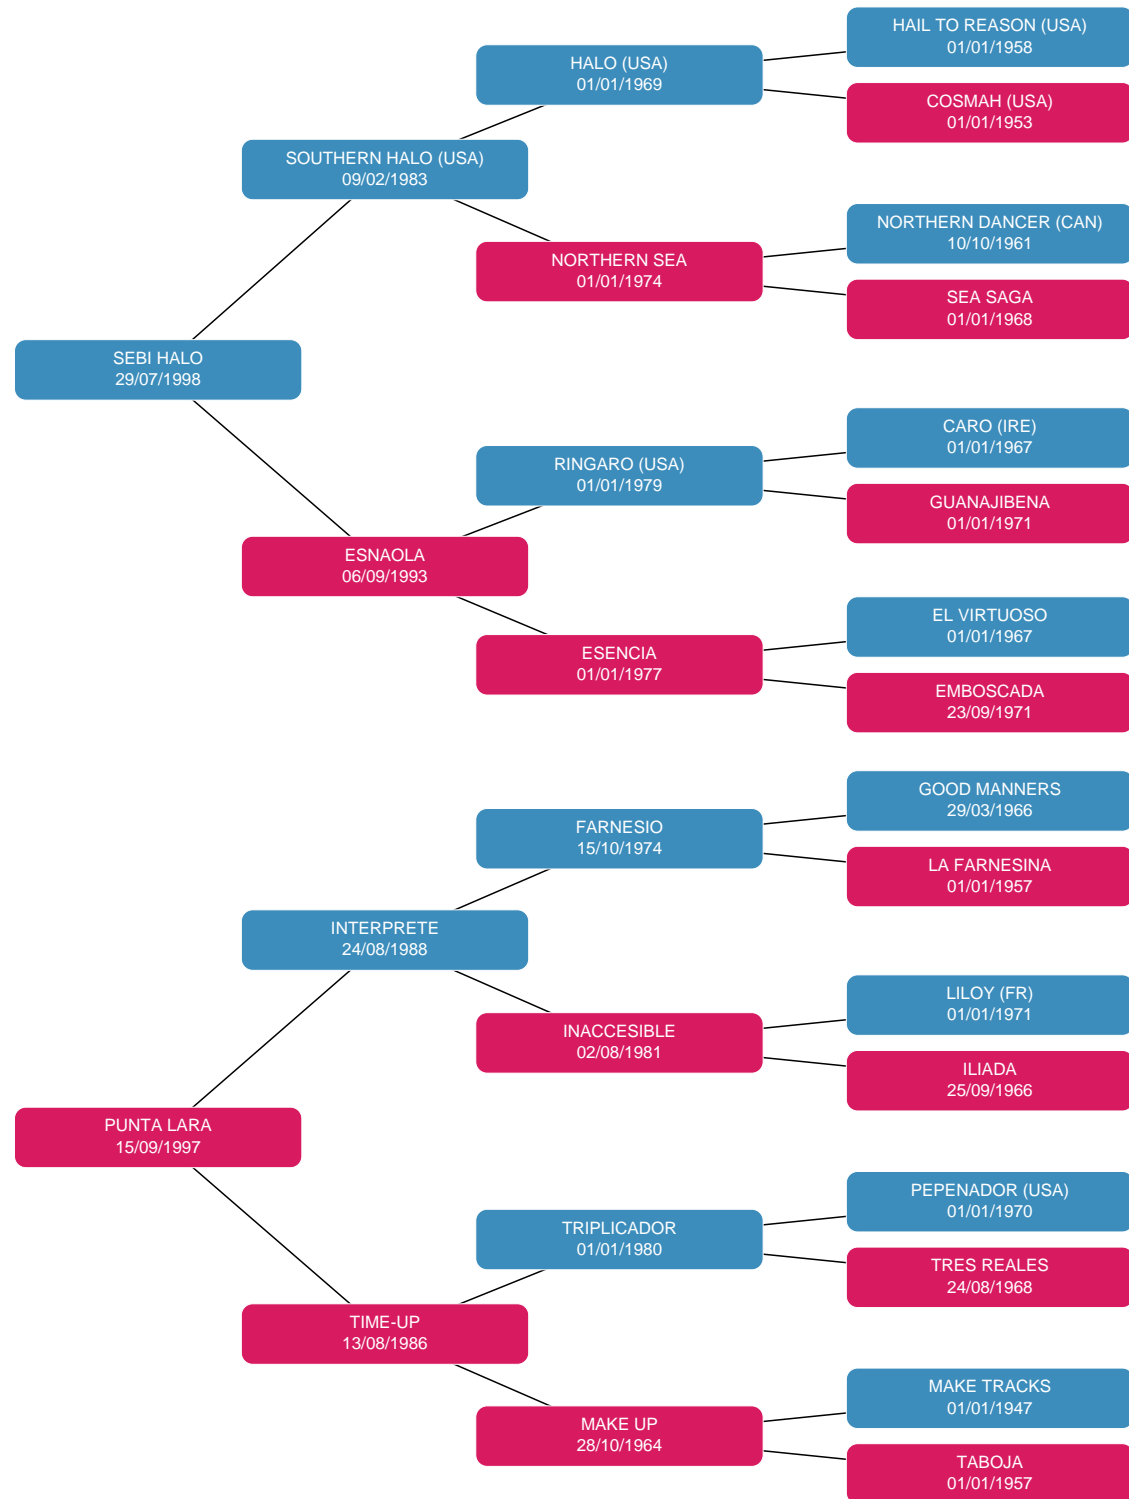 HAIL TO REASON (USA)
01/01/1958
HALO (USA)
01/01/1969
COSMAH (USA)
01/01/1953
SOUTHERN HALO (USA)
09/02/1983
NORTHERN DANCER (CAN)
10/10/1961
NORTHERN SEA
01/01/1974
SEA SAGA
01/01/1968
SEBI HALO
29/07/1998
CARO (IRE)
01/01/1967
RINGARO (USA)
01/01/1979
GUANAJIBENA
01/01/1971
ESNAOLA
06/09/1993
EL VIRTUOSO
01/01/1967
ESENCIA
01/01/1977
EMBOSCADA
23/09/1971
GOOD MANNERS
29/03/1966
FARNESIO
15/10/1974
LA FARNESINA
01/01/1957
INTERPRETE
24/08/1988
LILOY (FR)
01/01/1971
INACCESIBLE
02/08/1981
ILIADA
25/09/1966
PUNTA LARA
15/09/1997
PEPENADOR (USA)
01/01/1970
TRIPLICADOR
01/01/1980
TRES REALES
24/08/1968
TIME-UP
13/08/1986
MAKE TRACKS
01/01/1947
MAKE UP
28/10/1964
TABOJA
01/01/1957